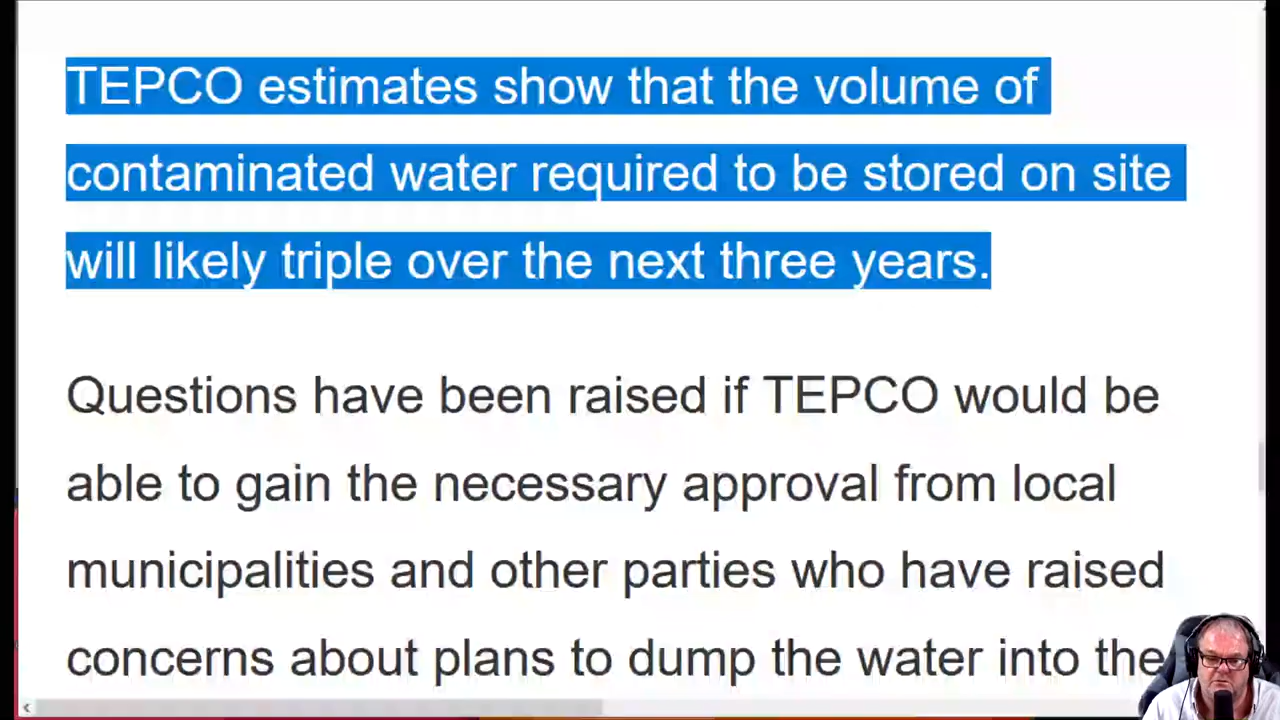 TEPCO estimates show that the volume of
contaminated water required to be stored on site
will likely triple over the next three years.
Questions have been raised if TEPCO would be
able to gain the necessary approval from local
municipalities and other parties who have raised
concerns about plans to dump the water into the